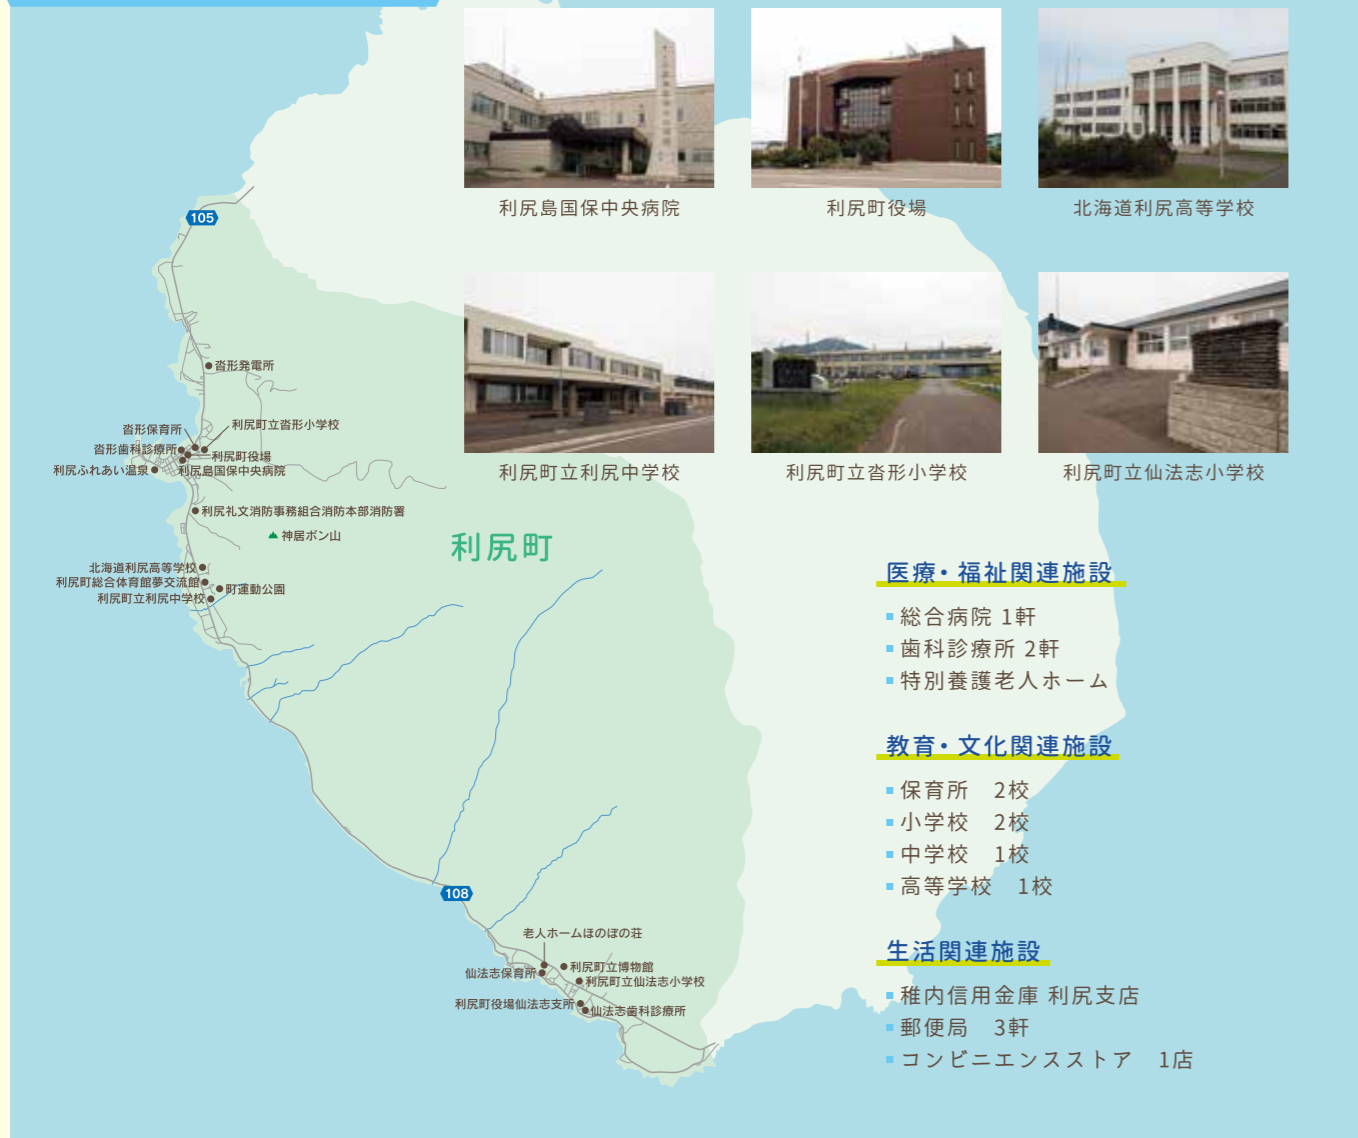 利尻島国保中央病院
利尻町役場
北海道利尻高等学校
利尻町立利尻中学校
利尻町立沓形小学校
利尻町立仙法志小学校
105
沓形発電所
沓形保育所
利尻町立沓形小学校
沓形歯科診療所
利尻町役場
利尻ふれあい温泉
利尻島国保中央病院
利尻礼文消防事務組合消防本部消防署
神居ポン山
利尻町
北海道利尻高等学校
利尻町総合体育館夢交流館
町運動公園
利尻町立利尻中学校
108
老人ホームほのぼの荘
仙法志保育所
利尻町立博物館
利尻町立仙法志小学校
利尻町役場仙法志支所
仙法志歯科診療所
医療・福祉関連施設
総合病院 1軒
歯科診療所 2軒
特別養護老人ホーム
教育・文化関連施設
保育所　2校
小学校　2校
中学校　1校
高等学校　1校
生活関連施設
稚内信用金庫 利尻支店
郵便局　3軒
コンビニエンスストア　1店